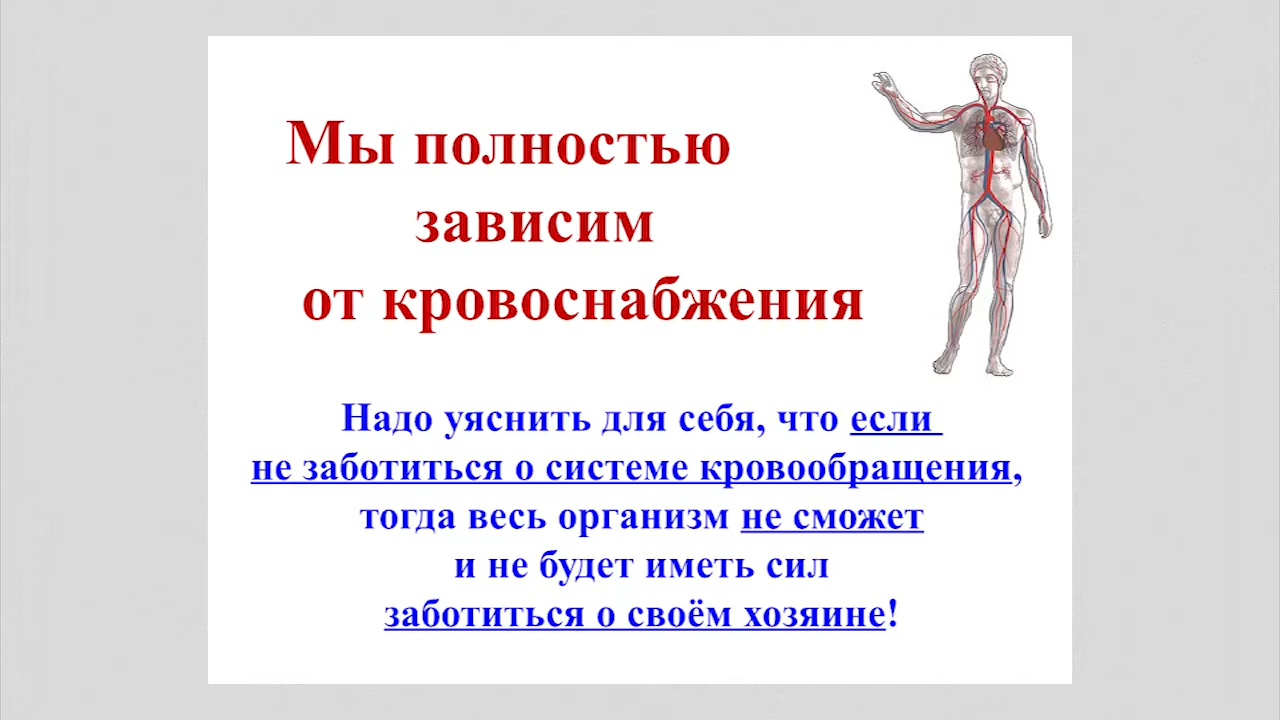 Мы полностью
зависим
от кровоснабжения
Надо уяснить для себя, что если
не заботиться о системе кровообращения,
тогда весь организм не сможет
и не будет иметь сил
заботиться о своём хозяине!